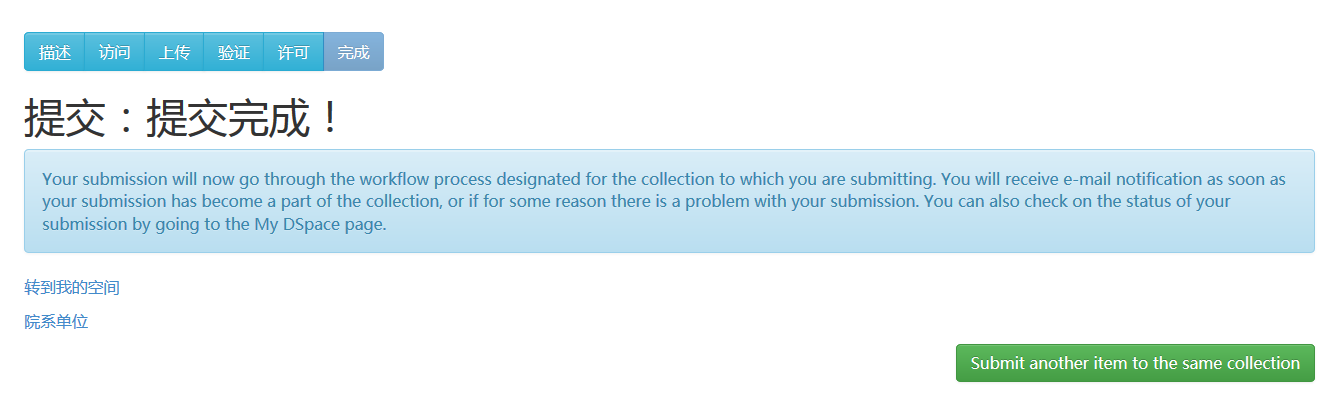 描述 访问 上传 验证 许可 完成
提交：提交完成！
Your submission will now go through the workflow process designated for the collection to which you are submitting. You will receive e-mail notification as soon as
your submission has become a part of the collection, or if for some reason there is a problem with your submission. You can also check on the status of your
submission by going to the My DSpace page.
转到我的空间
院系单位
Submit another item to the same collection